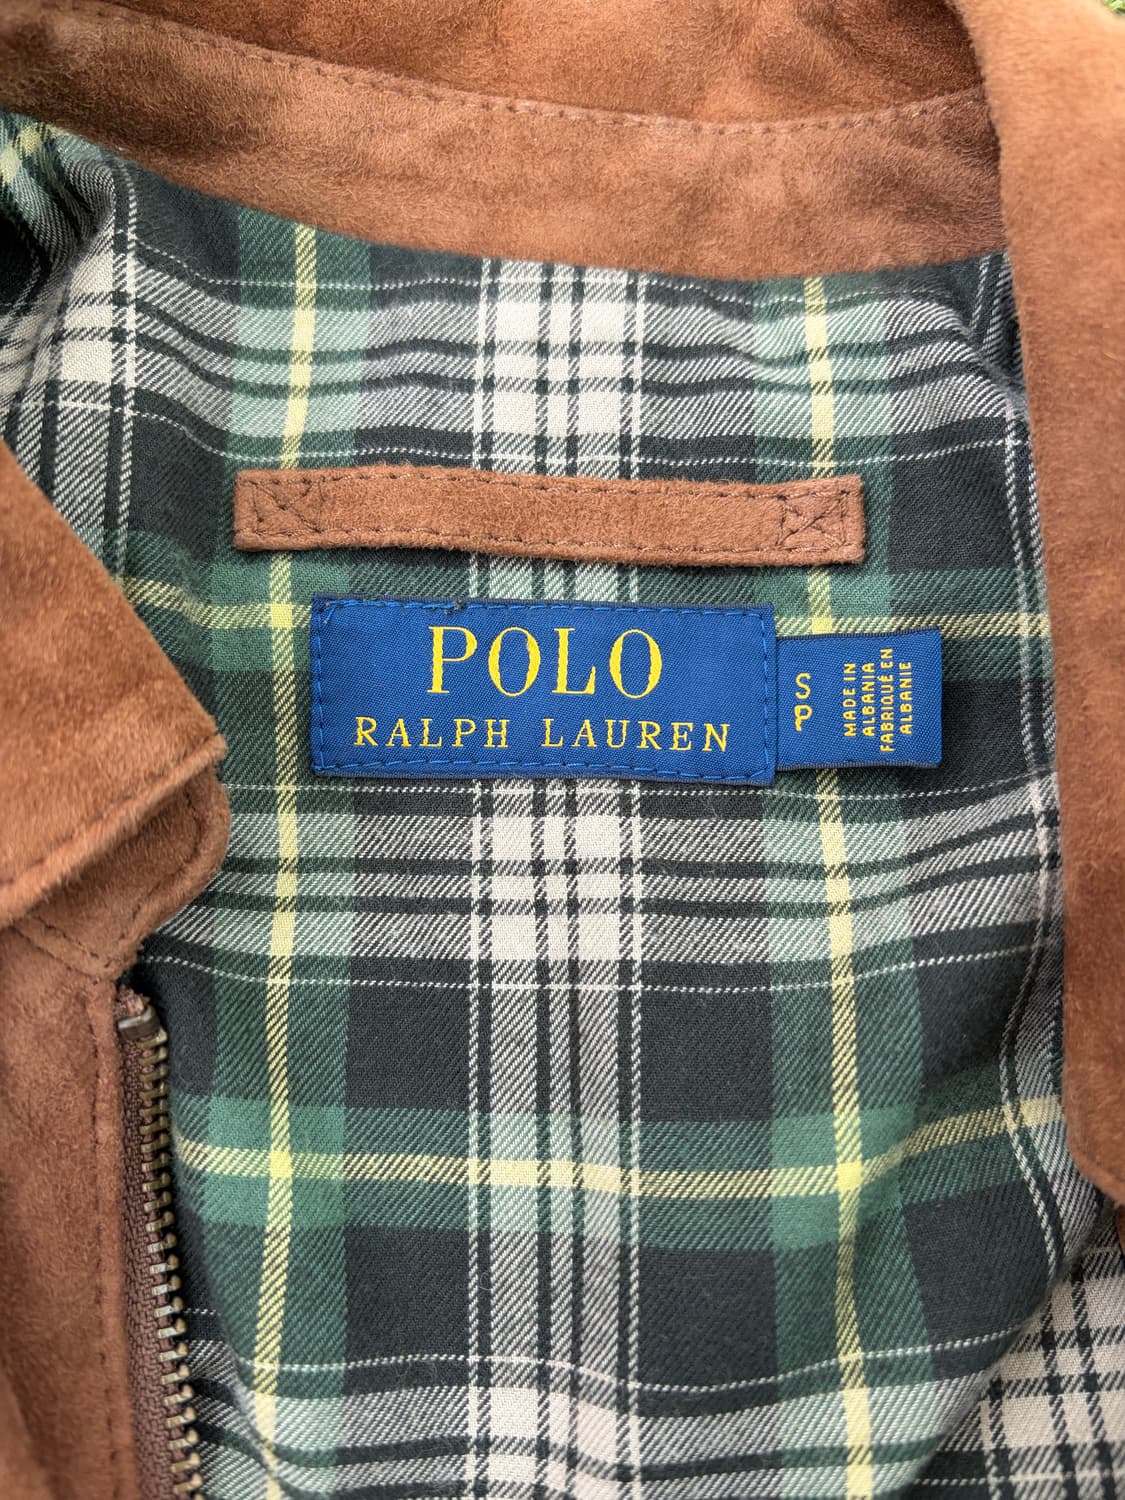 POLO
RALPH LAUREN
S
P
MADE IN
ALBANIA
FABRIQUÉ EN
ALBANIE